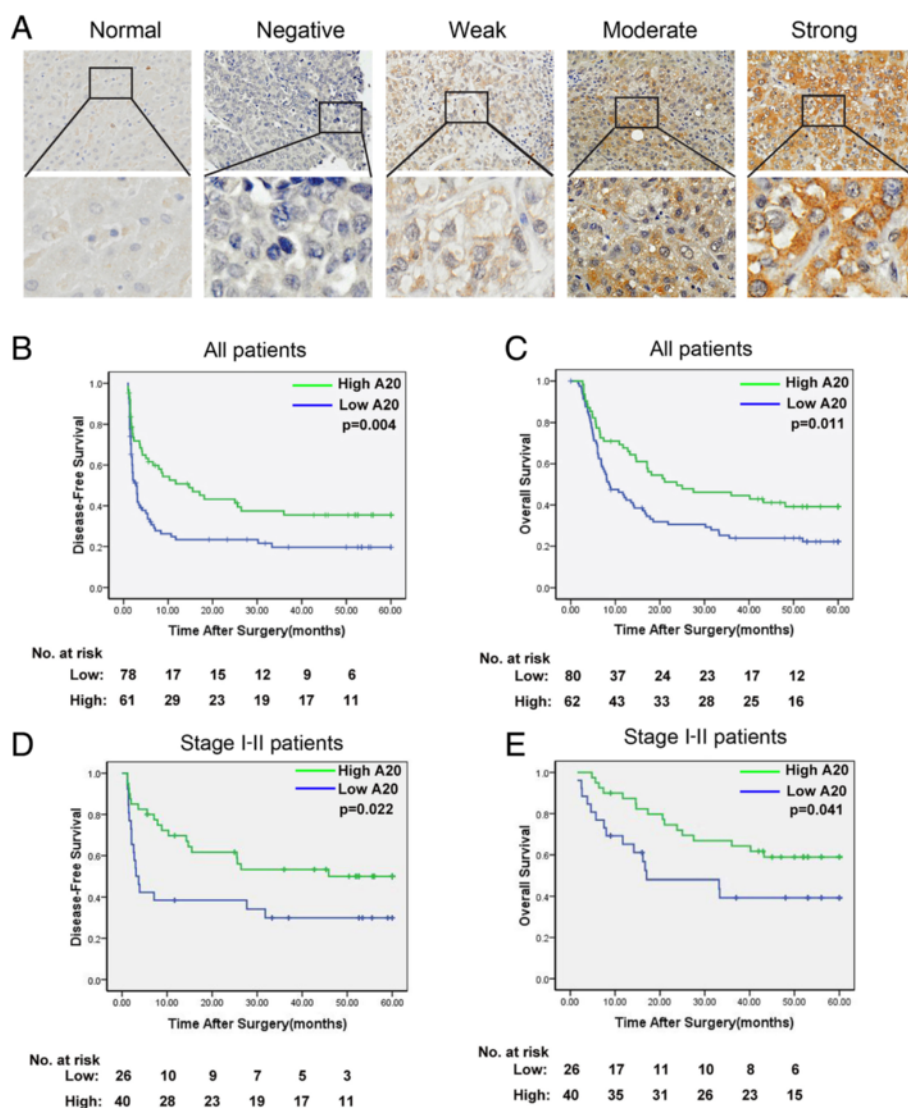 A
Normal Negative Weak Moderate Strong
B
All patients
High A20
Low A20
p=0.004
Disease-Free Survival
1.0
0.8
0.6
0.4
0.2
0.0
0.00 10.00 20.00 30.00 40.00 50.00 60.00
Time After Surgery(months)
No. at risk
Low: 78 17 15 12 9 6
High: 61 29 23 19 17 11
C
All patients
High A20
Low A20
p=0.011
Overall Survival
1.0
0.8
0.6
0.4
0.2
0.0
0.00 10.00 20.00 30.00 40.00 50.00 60.00
Time After Surgery(months)
No. at risk
Low: 80 37 24 23 17 12
High: 62 43 33 28 25 16
D
Stage I-II patients
High A20
Low A20
p=0.022
Disease-Free Survival
1.0
0.8
0.6
0.4
0.2
0.0
0.00 10.00 20.00 30.00 40.00 50.00 60.00
Time After Surgery(months)
No. at risk
Low: 26 10 9 7 5 3
High: 40 28 23 19 17 11
E
Stage I-II patients
High A20
Low A20
p=0.041
Overall Survival
1.0
0.8
0.6
0.4
0.2
0.0
0.00 10.00 20.00 30.00 40.00 50.00 60.00
Time After Surgery(months)
No. at risk
Low: 26 17 11 10 8 6
High: 40 35 31 26 23 15